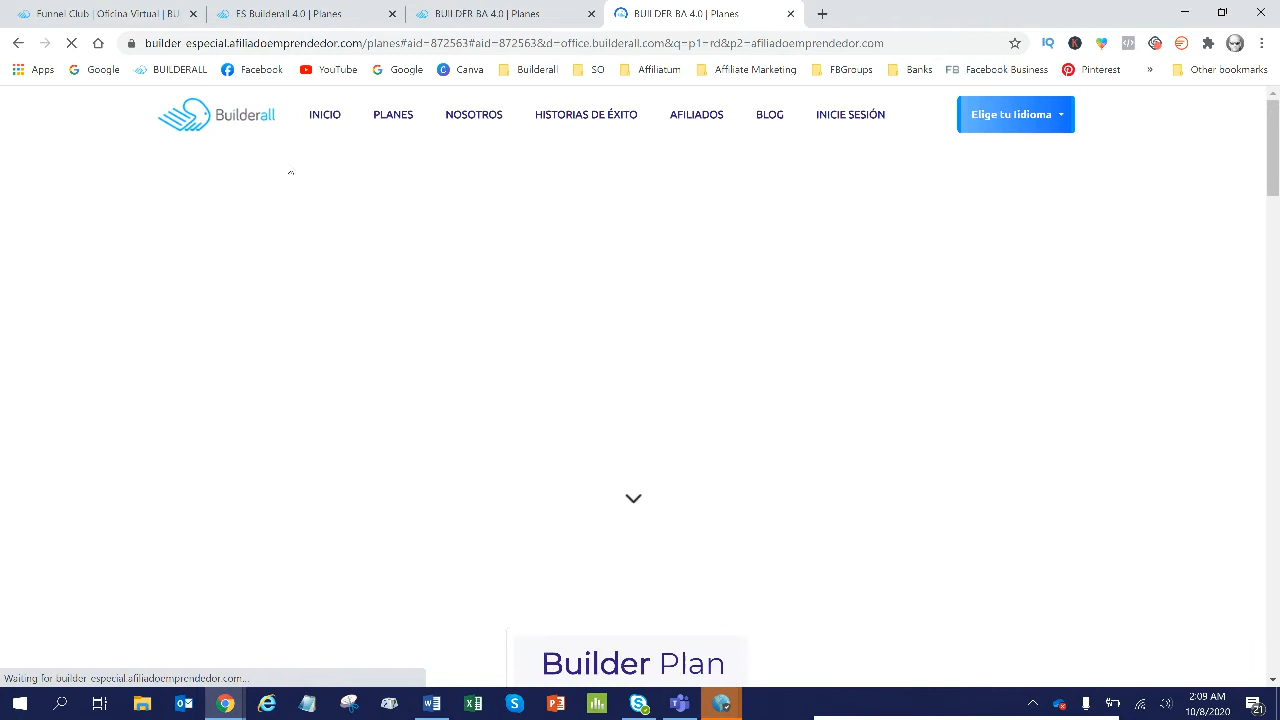 Funnel Club | Oficina Virtual | BU
ES Builderall 4.0 | Planes
BUILDER BA 4.0 | Planes
BUILDER BA 4.0 | Planes
builder-especial.afiliadoemprendedor.com/planes#aid=872563#aid=872563&d=office.builderall.com&q=p1=rd&p2=afiliadoemprendedor.com
Apps
Google
BUILDERALL
Facebook
YouTube
Google
Canva
Builderall
SO
Affiliatum
Affiliate Marketing
FBGroups
Bank
Facebook Business
Pinterest
»
Other bookmarks
Builderall
INICIO
PLANES
NOSOTROS
HISTORIAS DE ÉXITO
AFILIADOS
BLOG
INICIE SESIÓN
Elige tu Iidioma
Builder Plan
Waiting for builder-especial.afiliadoemprendedor.com...
2:09 AM
10/8/2020
21